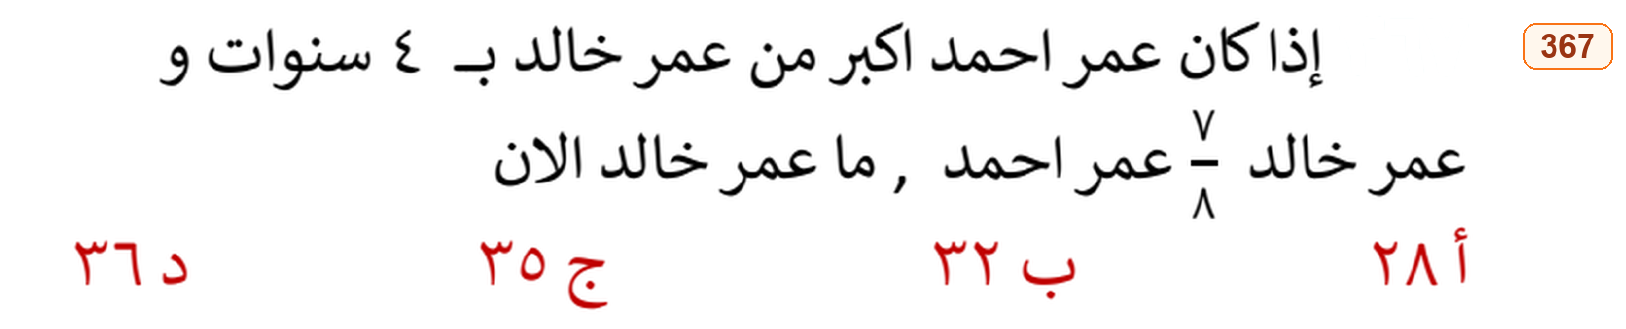 367
إذا كان عمر احمد اكبر من عمر خالد بـ ٤ سنوات و
عمر خالد ٧/٨ عمر احمد , ما عمر خالد الان
أ ٢٨ ب ٣٢ ج ٣٥ د ٣٦